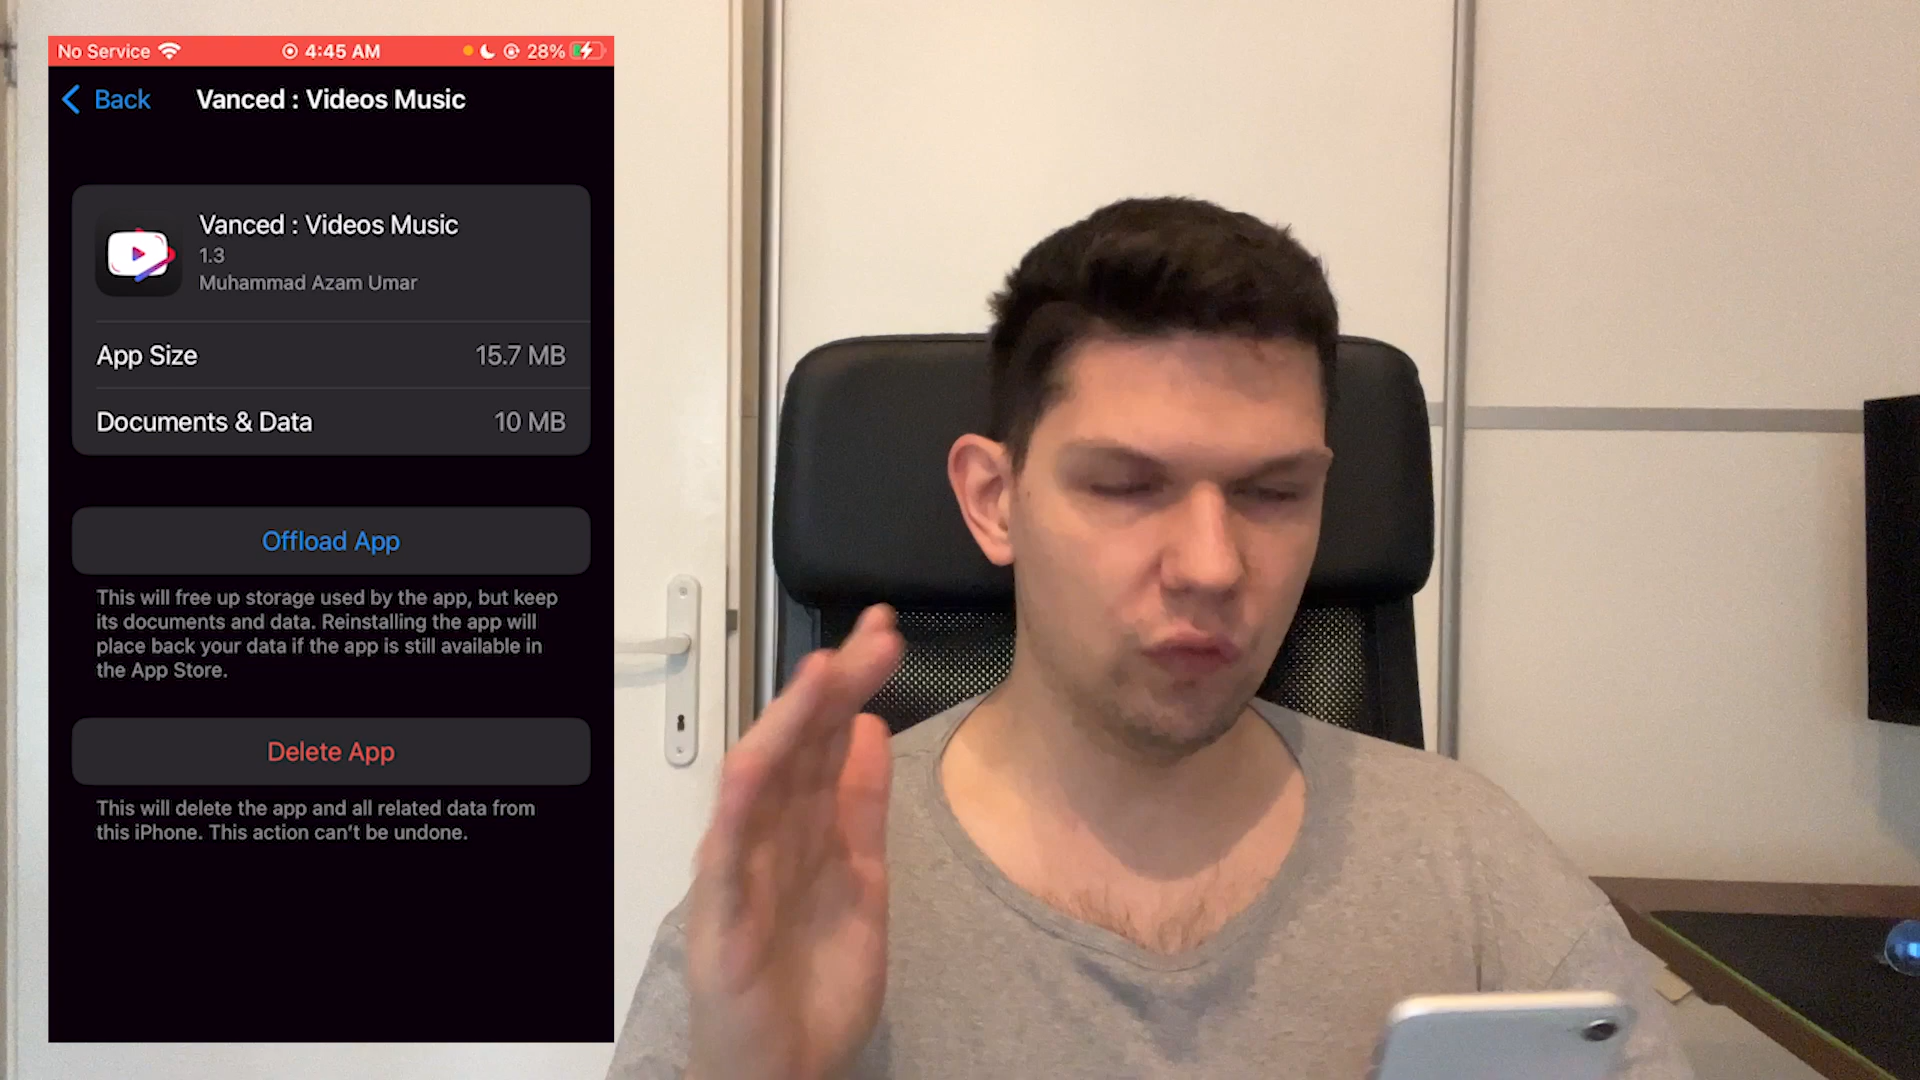 No Service 4:45 AM 28%
Back Vanced : Videos Music
Vanced : Videos Music
1.3
Muhammad Azam Umar
App Size 15.7 MB
Documents & Data 10 MB
Offload App
This will free up storage used by the app, but keep
its documents and data. Reinstalling the app will
place back your data if the app is still available in
the App Store.
Delete App
This will delete the app and all related data from
this iPhone. This action can't be undone.